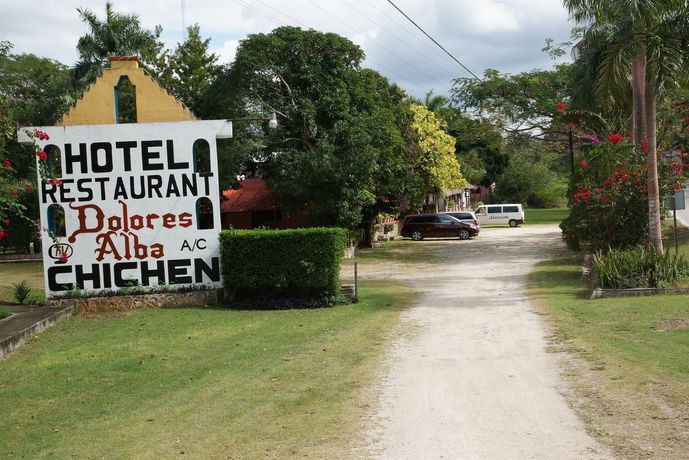 HOTEL
RESTAURANT
Dolores
Alba
A/C
CHICHEN